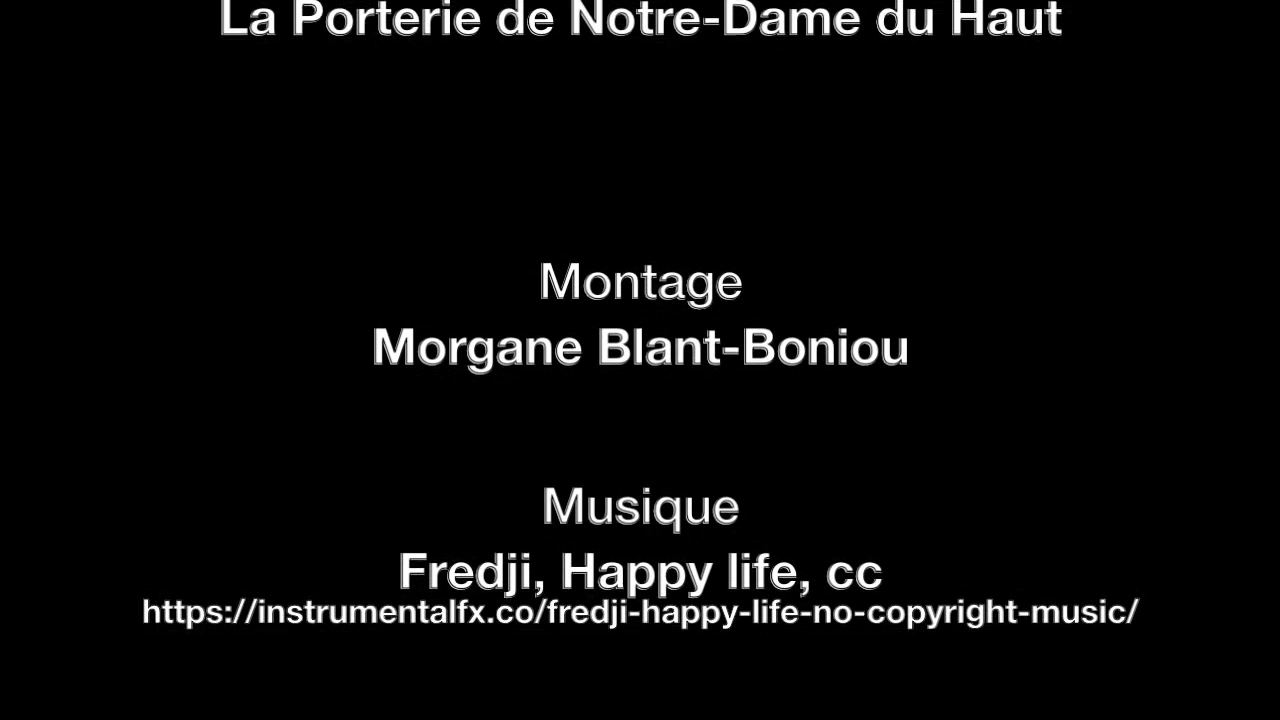 La Porterie de Notre-Dame du Haut
Montage
Morgane Blant-Boniou
Musique
Fredji, Happy life, cc
https://instrumentalfx.co/fredji-happy-life-no-copyright-music/